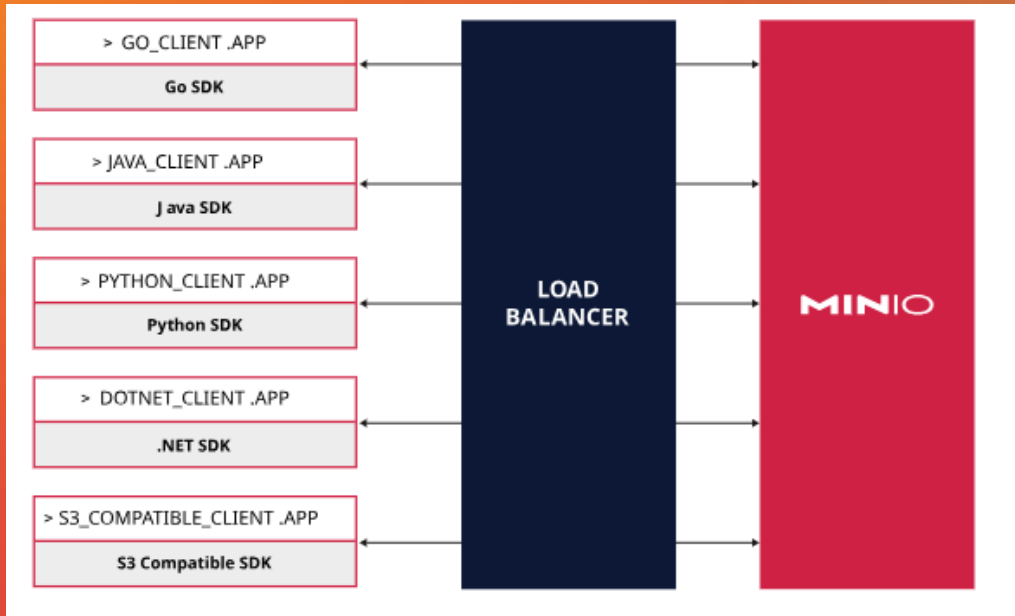 > GO_CLIENT .APP
Go SDK
> JAVA_CLIENT .APP
J ava SDK
> PYTHON_CLIENT .APP
Python SDK
> DOTNET_CLIENT .APP
.NET SDK
> S3_COMPATIBLE_CLIENT .APP
S3 Compatible SDK
LOAD
BALANCER
MINIO